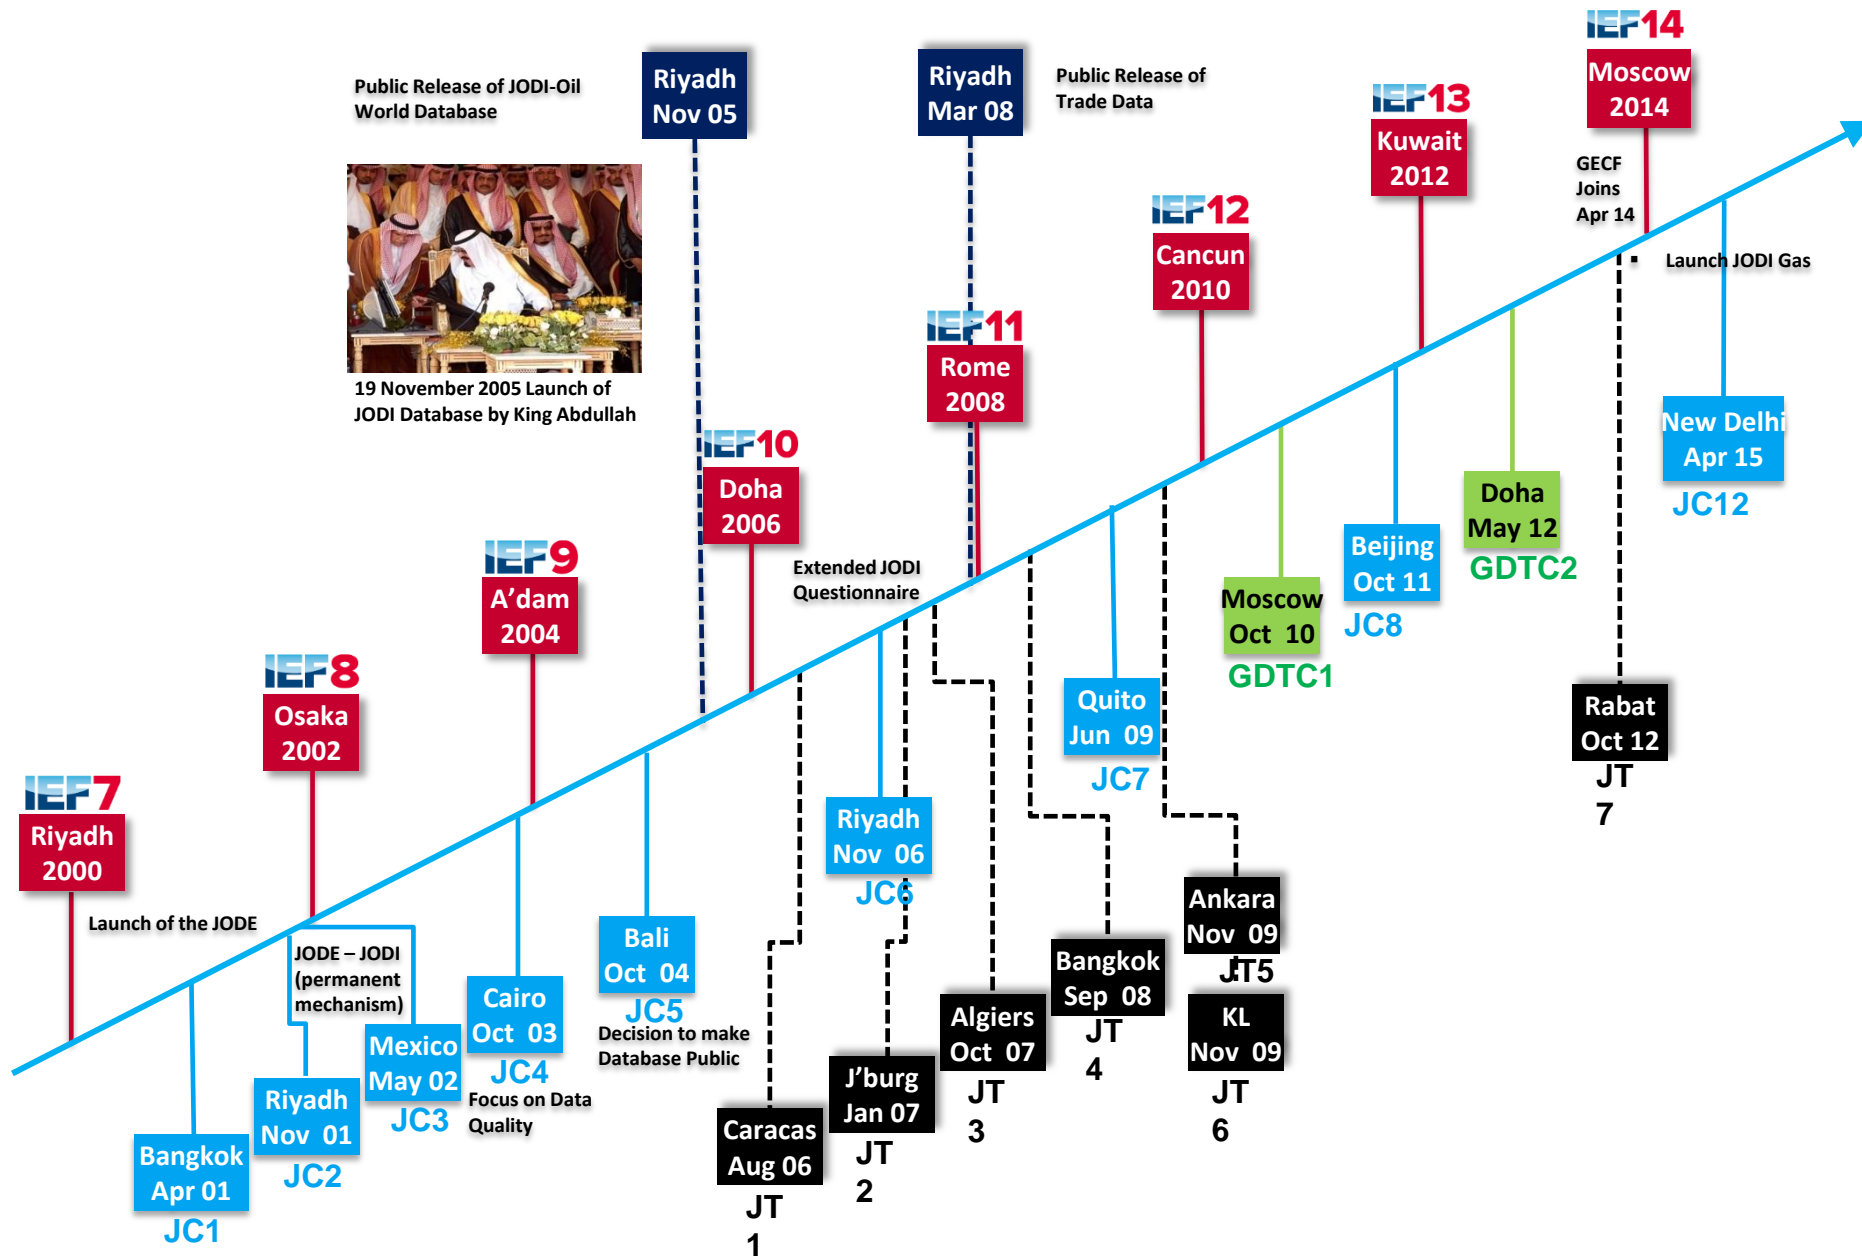 IEF14
Moscow
2014
Public Release of JODI-Oil
World Database
Riyadh
Nov 05
Riyadh
Mar 08
Public Release of
Trade Data
IEF13
Kuwait
2012
GECF
Joins
Apr 14
▪ Launch JODI Gas
IEF12
Cancun
2010
19 November 2005 Launch of
JODI Database by King Abdullah
IEF11
Rome
2008
IEF10
Doha
2006
IEF9
A'dam
2004
Extended JODI
Questionnaire
IEF8
Osaka
2002
IEF7
Riyadh
2000
Launch of the JODE
JODE – JODI
(permanent
mechanism)
Bangkok
Apr 01
JC1
Riyadh
Nov 01
JC2
Mexico
May 02
JC3
Cairo
Oct 03
JC4
Focus on Data
Quality
Bali
Oct 04
JC5
Decision to make
Database Public
Caracas
Aug 06
JT
1
Riyadh
Nov 06
JC6
J'burg
Jan 07
JT
2
Algiers
Oct 07
JT
3
Bangkok
Sep 08
JT
4
Quito
Jun 09
JC7
Ankara
Nov 09
JT5
KL
Nov 09
JT
6
Moscow
Oct 10
GDTC1
Beijing
Oct 11
JC8
Doha
May 12
GDTC2
Rabat
Oct 12
JT
7
New Delhi
Apr 15
JC12